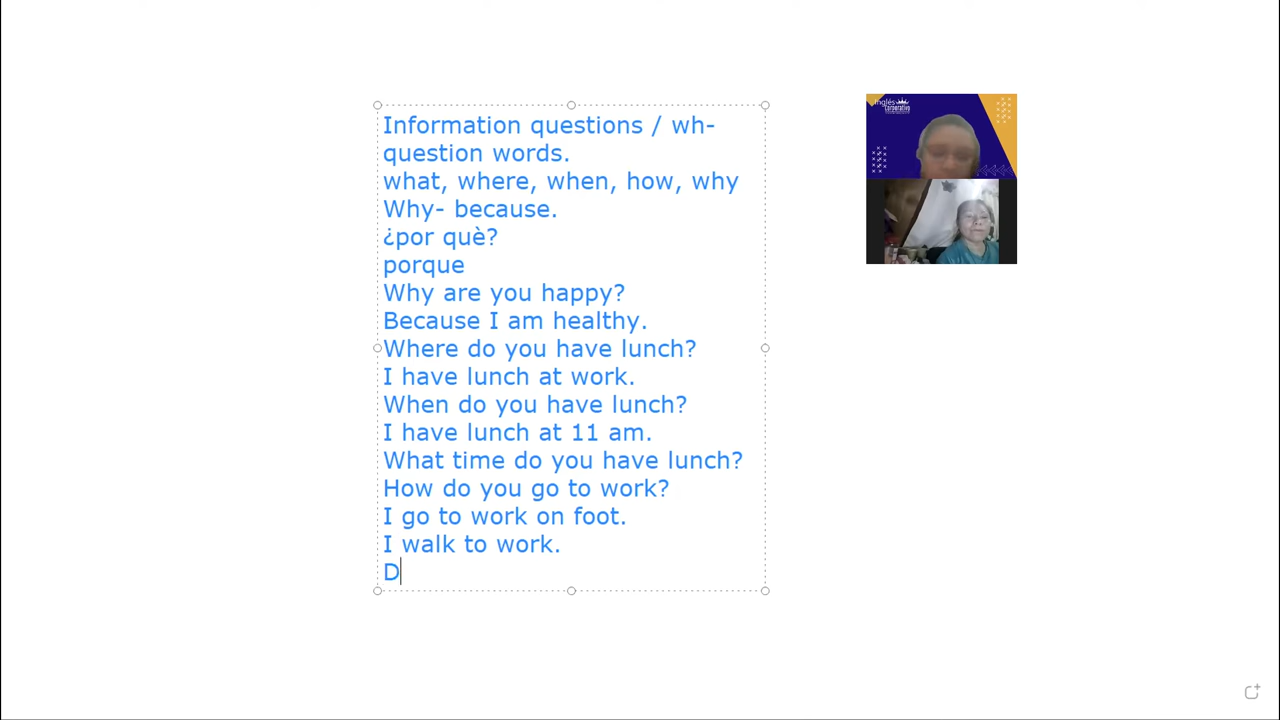 Information questions / wh-
question words.
what, where, when, how, why
Why- because.
¿por què?
porque
Why are you happy?
Because I am healthy.
Where do you have lunch?
I have lunch at work.
When do you have lunch?
I have lunch at 11 am.
What time do you have lunch?
How do you go to work?
I go to work on foot.
I walk to work.
D
Inglés
Corporativo